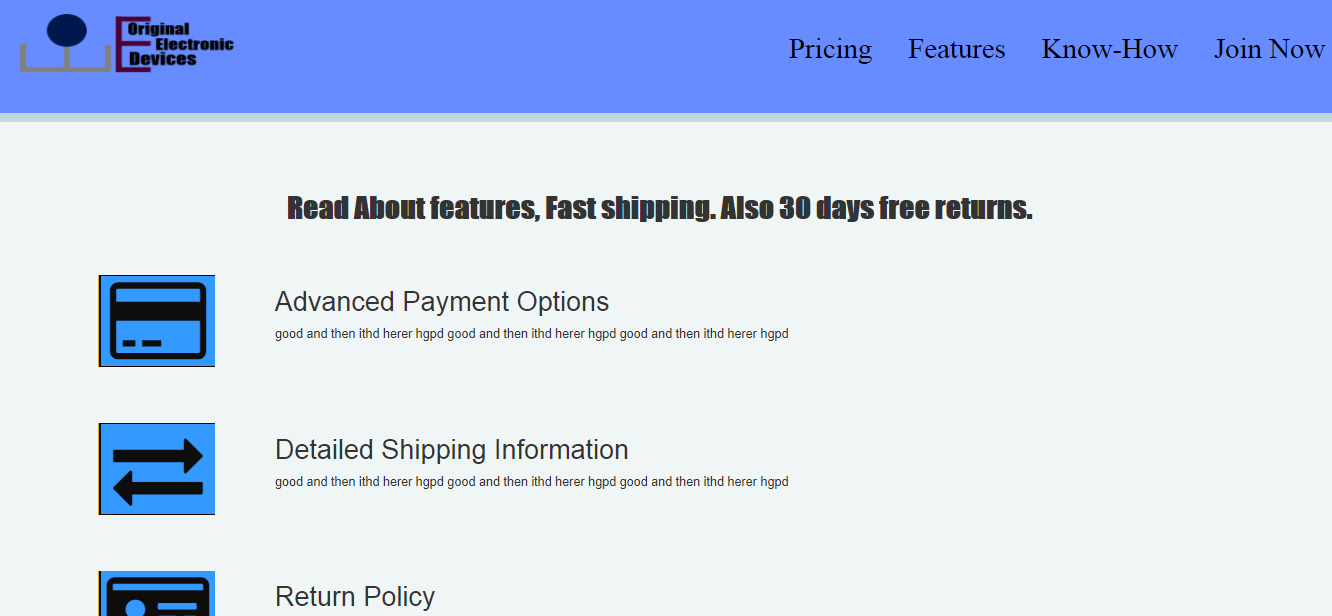 Original
Electronic
Devices
Pricing Features Know-How Join Now
Read About features, Fast shipping. Also 30 days free returns.
Advanced Payment Options
good and then ithd herer hgpd good and then ithd herer hgpd good and then ithd herer hgpd
Detailed Shipping Information
good and then ithd herer hgpd good and then ithd herer hgpd good and then ithd herer hgpd
Return Policy